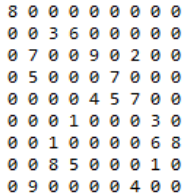 8 0 0 0 0 0 0 0 0
0 0 3 6 0 0 0 0 0
0 7 0 0 9 0 2 0 0
0 5 0 0 0 7 0 0 0
0 0 0 0 4 5 7 0 0
0 0 0 1 0 0 0 3 0
0 0 1 0 0 0 0 6 8
0 0 8 5 0 0 0 1 0
0 9 0 0 0 0 4 0 0